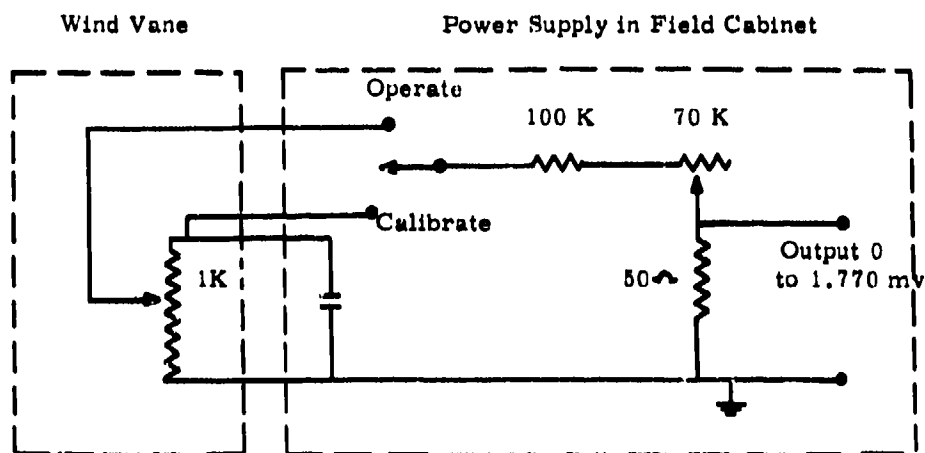 Wind Vane
Power Supply in Field Cabinet
Operate
100 K
70 K
Calibrate
1K
50
Output 0
to 1.770 mv